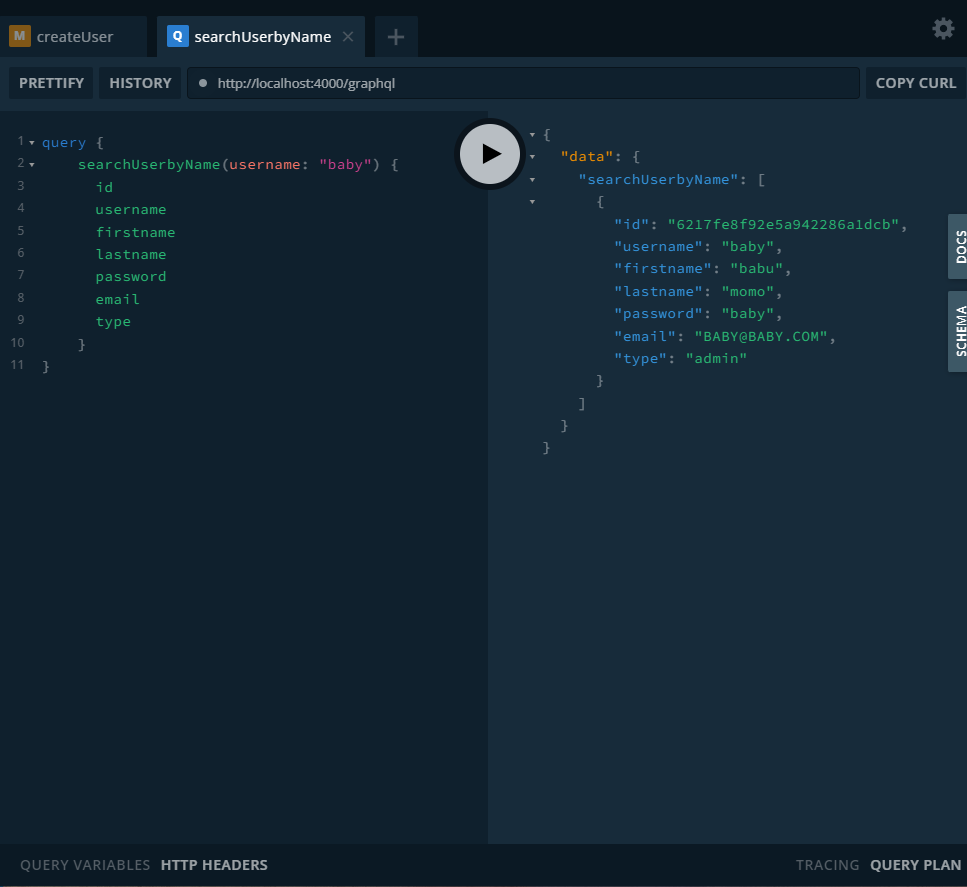 M createUser
Q searchUserbyName × +
PRETTIFY HISTORY http://localhost:4000/graphql COPY CURL
1 query {
2 searchUserbyName(username: "baby") {
3 id
4 username
5 firstname
6 lastname
7 password
8 email
9 type
10 }
11 }
{
"data": {
"searchUserbyName": [
{
"id": "6217fe8f92e5a942286a1dcb",
"username": "baby",
"firstname": "babu",
"lastname": "momo",
"password": "baby",
"email": "BABY@BABY.COM",
"type": "admin"
}
]
}
}
DOCS
SCHEMA
QUERY VARIABLES HTTP HEADERS TRACING QUERY PLAN